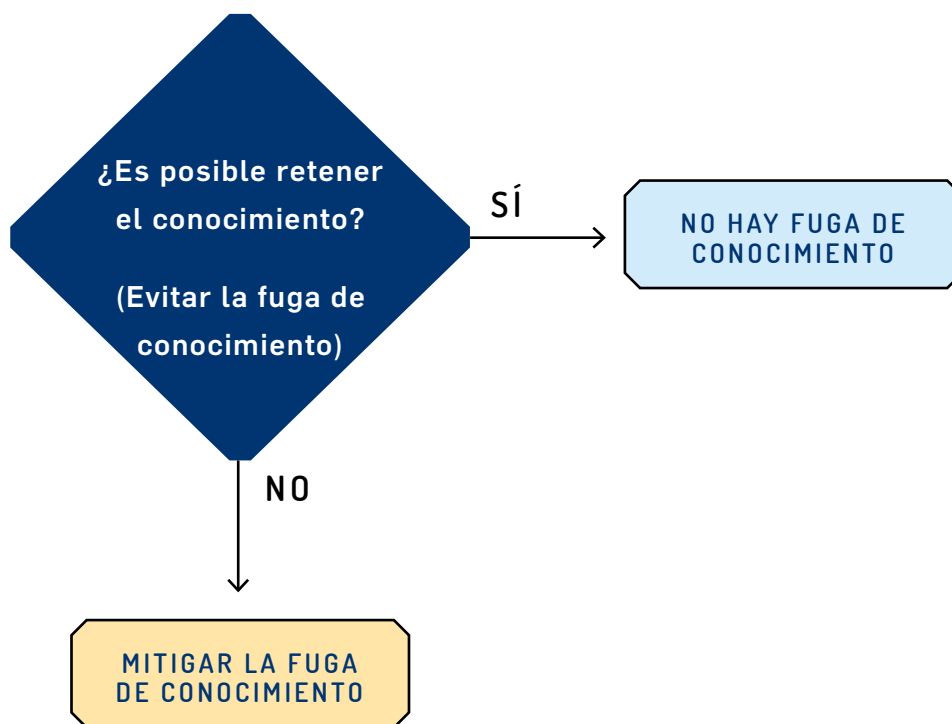 ¿Es posible retener
el conocimiento?
(Evitar la fuga de
conocimiento)
SÍ
NO HAY FUGA DE
CONOCIMIENTO
NO
MITIGAR LA FUGA
DE CONOCIMIENTO